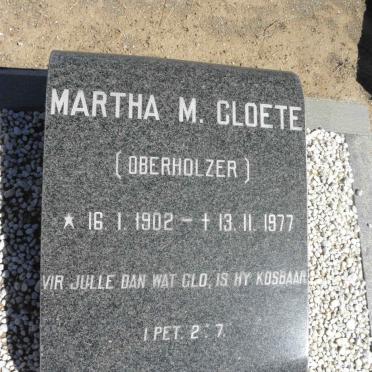 MARTHA M. CLOETE
(OBERHOLZER)
★ 16. 1. 1902 – † 13. 11. 1977
VIR JULLE DAN WAT GLO, IS HY KOSBAAR
I PET. 2:7.